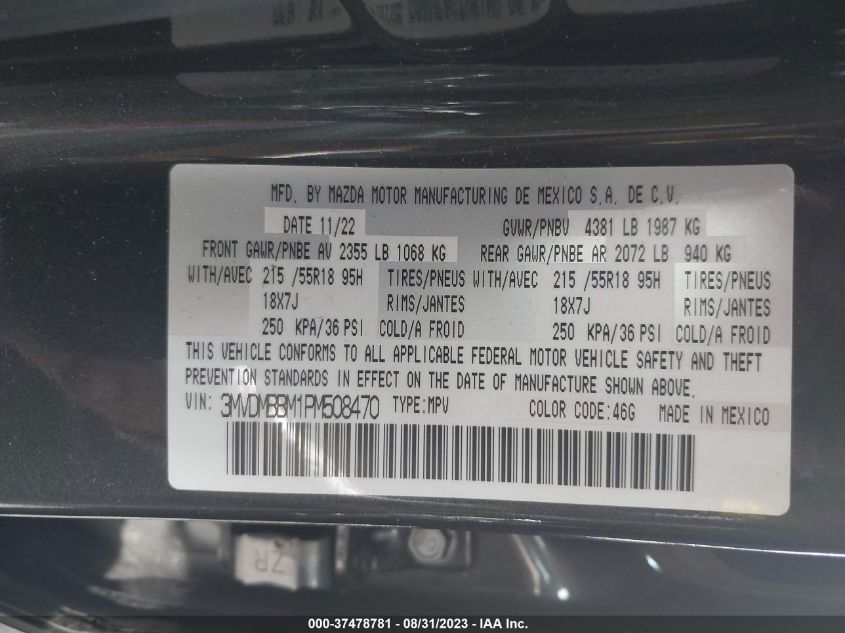 MFD. BY MAZDA MOTOR MANUFACTURING DE MEXICO S.A. DE C.V.
DATE 11/22 GVWR/PNBV 4381 LB 1987 KG
FRONT GAWR/PNBE AV 2355 LB 1068 KG REAR GAWR/PNBE AR 2072 LB 940 KG
WITH/AVEC 215 /55R18 95H TIRES/PNEUS WITH/AVEC 215 /55R18 95H TIRES/PNEUS
18X7J RIMS/JANTES 18X7J RIMS/JANTES
250 KPA/36 PSI COLD/A FROID 250 KPA/36 PSI COLD/A FROID
THIS VEHICLE CONFORMS TO ALL APPLICABLE FEDERAL MOTOR VEHICLE SAFETY AND THEFT
PREVENTION STANDARDS IN EFFECT ON THE DATE OF MANUFACTURE SHOWN ABOVE.
VIN: 3MVDMBBM1PM508470 TYPE:MPV COLOR CODE:46G MADE IN MEXICO
ZR
000-37478781 - 08/31/2023 - IAA Inc.